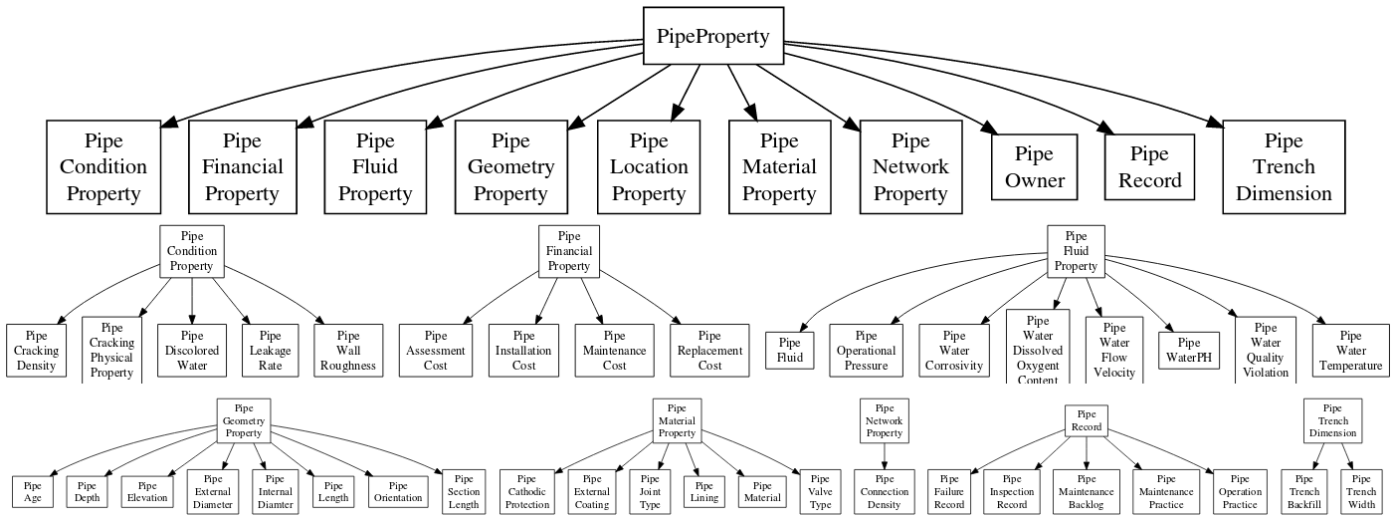 PipeProperty
Pipe
Condition
Property
Pipe
Financial
Property
Pipe
Fluid
Property
Pipe
Geometry
Property
Pipe
Location
Property
Pipe
Material
Property
Pipe
Network
Property
Pipe
Owner
Pipe
Record
Pipe
Trench
Dimension
Pipe
Condition
Property
Pipe
Cracking
Density
Pipe
Cracking
Physical
Property
Pipe
Discolored
Water
Pipe
Leakage
Rate
Pipe
Wall
Roughness
Pipe
Financial
Property
Pipe
Assessment
Cost
Pipe
Installation
Cost
Pipe
Maintenance
Cost
Pipe
Replacement
Cost
Pipe
Fluid
Property
Pipe
Fluid
Pipe
Operational
Pressure
Pipe
Water
Corrosivity
Pipe
Water
Dissolved
Oxygent
Content
Pipe
Water
Flow
Velocity
Pipe
WaterPH
Pipe
Water
Quality
Violation
Pipe
Water
Temperature
Pipe
Geometry
Property
Pipe
Age
Pipe
Depth
Pipe
Elevation
Pipe
External
Diameter
Pipe
Internal
Diamter
Pipe
Length
Pipe
Orientation
Pipe
Section
Length
Pipe
Material
Property
Pipe
Cathodic
Protection
Pipe
External
Coating
Pipe
Joint
Type
Pipe
Lining
Pipe
Material
Pipe
Valve
Type
Pipe
Network
Property
Pipe
Connection
Density
Pipe
Record
Pipe
Failure
Record
Pipe
Inspection
Record
Pipe
Maintenance
Backlog
Pipe
Maintenance
Practice
Pipe
Operation
Practice
Pipe
Trench
Dimension
Pipe
Trench
Backfill
Pipe
Trench
Width